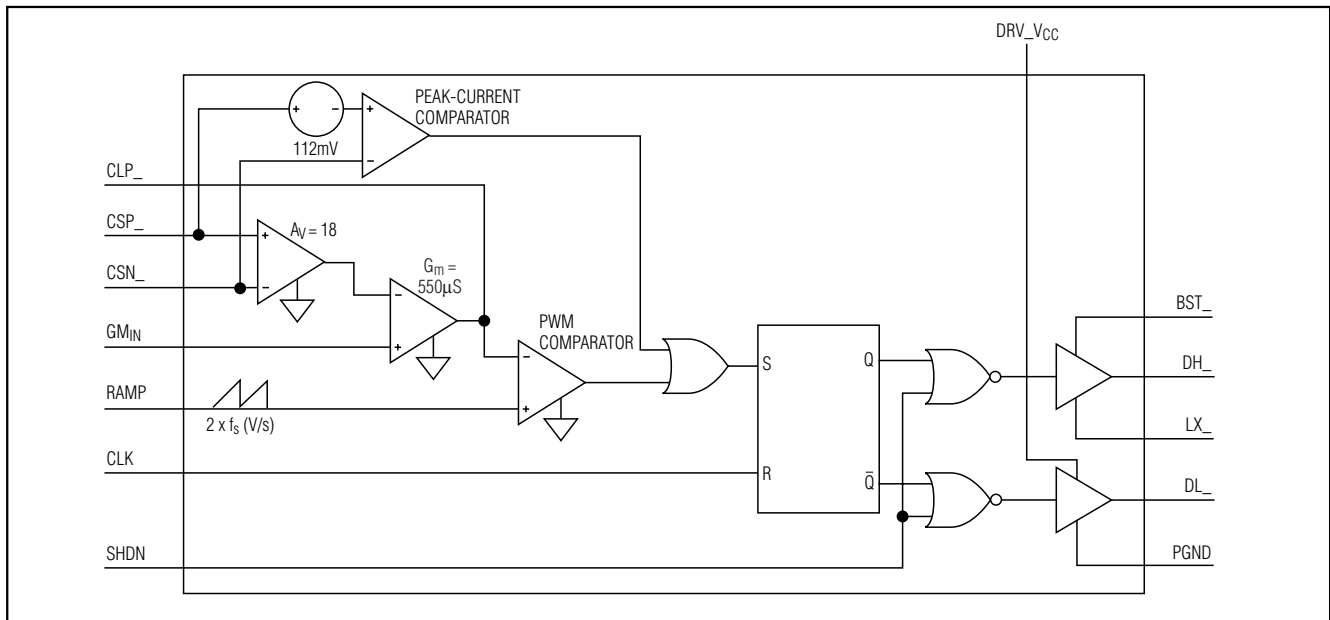 DRV_VCC
PEAK-CURRENT
COMPARATOR
+
-
+
-
112mV
CLP_
CSP_
AV = 18
+
CSN_
-
Gm =
550µS
-
BST_
GMIN
+
PWM
COMPARATOR
-
S
Q
DH_
RAMP
2 x fs (V/s)
+
LX_
CLK
R
Q̅
DL_
SHDN
PGND